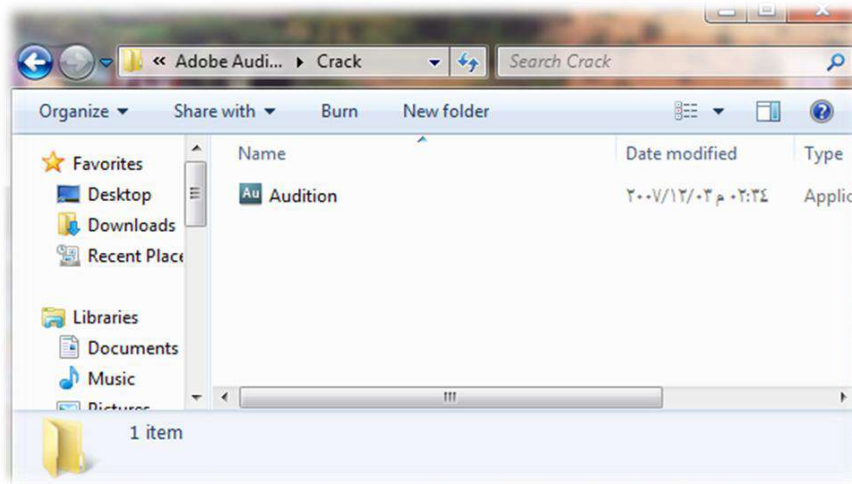 « Adobe Audi... Crack Search Crack
Organize Share with Burn New folder
Name Date modified Type
Favorites
Desktop
Downloads
Recent Place
Libraries
Documents
Music
Au Audition ٢٠٠٧/١٢/٠٣ م ٠٢:٣٤ Applic
Pictures
1 item